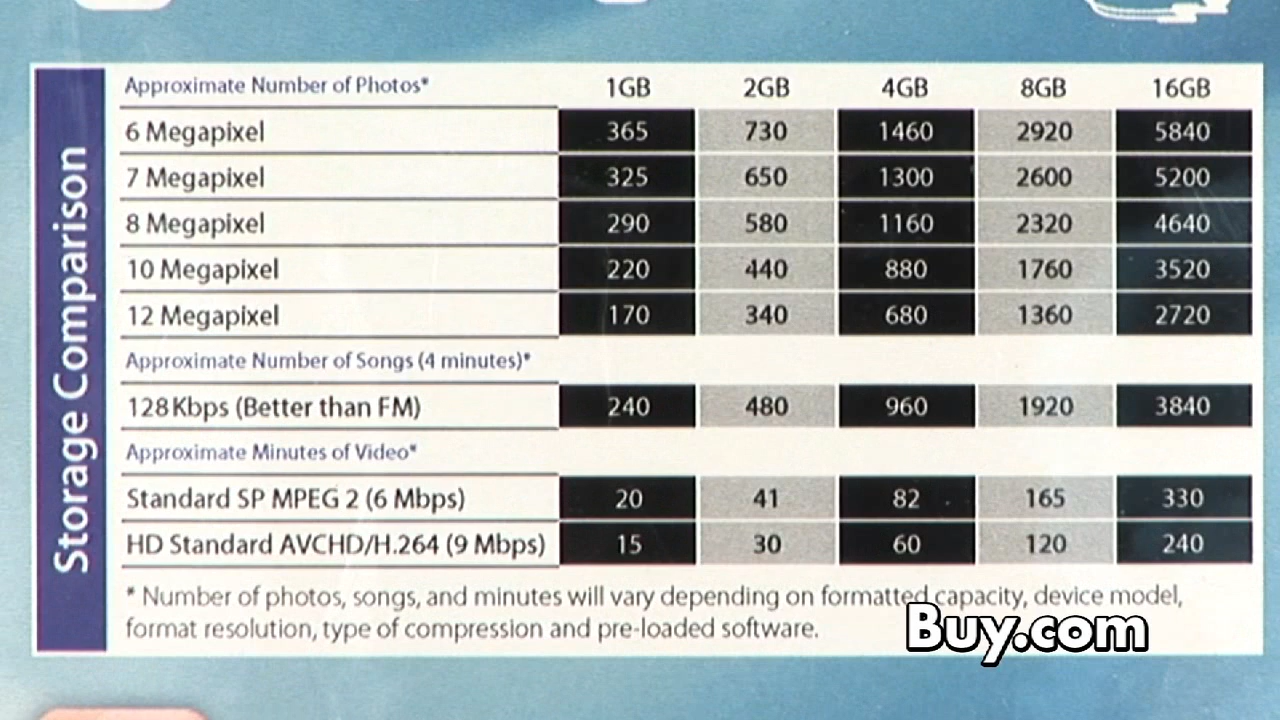 Storage Comparison
Approximate Number of Photos* 1GB 2GB 4GB 8GB 16GB
6 Megapixel 365 730 1460 2920 5840
7 Megapixel 325 650 1300 2600 5200
8 Megapixel 290 580 1160 2320 4640
10 Megapixel 220 440 880 1760 3520
12 Megapixel 170 340 680 1360 2720
Approximate Number of Songs (4 minutes)*
128Kbps (Better than FM) 240 480 960 1920 3840
Approximate Minutes of Video*
Standard SP MPEG 2 (6 Mbps) 20 41 82 165 330
HD Standard AVCHD/H.264 (9 Mbps) 15 30 60 120 240
* Number of photos, songs, and minutes will vary depending on formatted capacity, device model,
format resolution, type of compression and pre-loaded software.
Buy.com